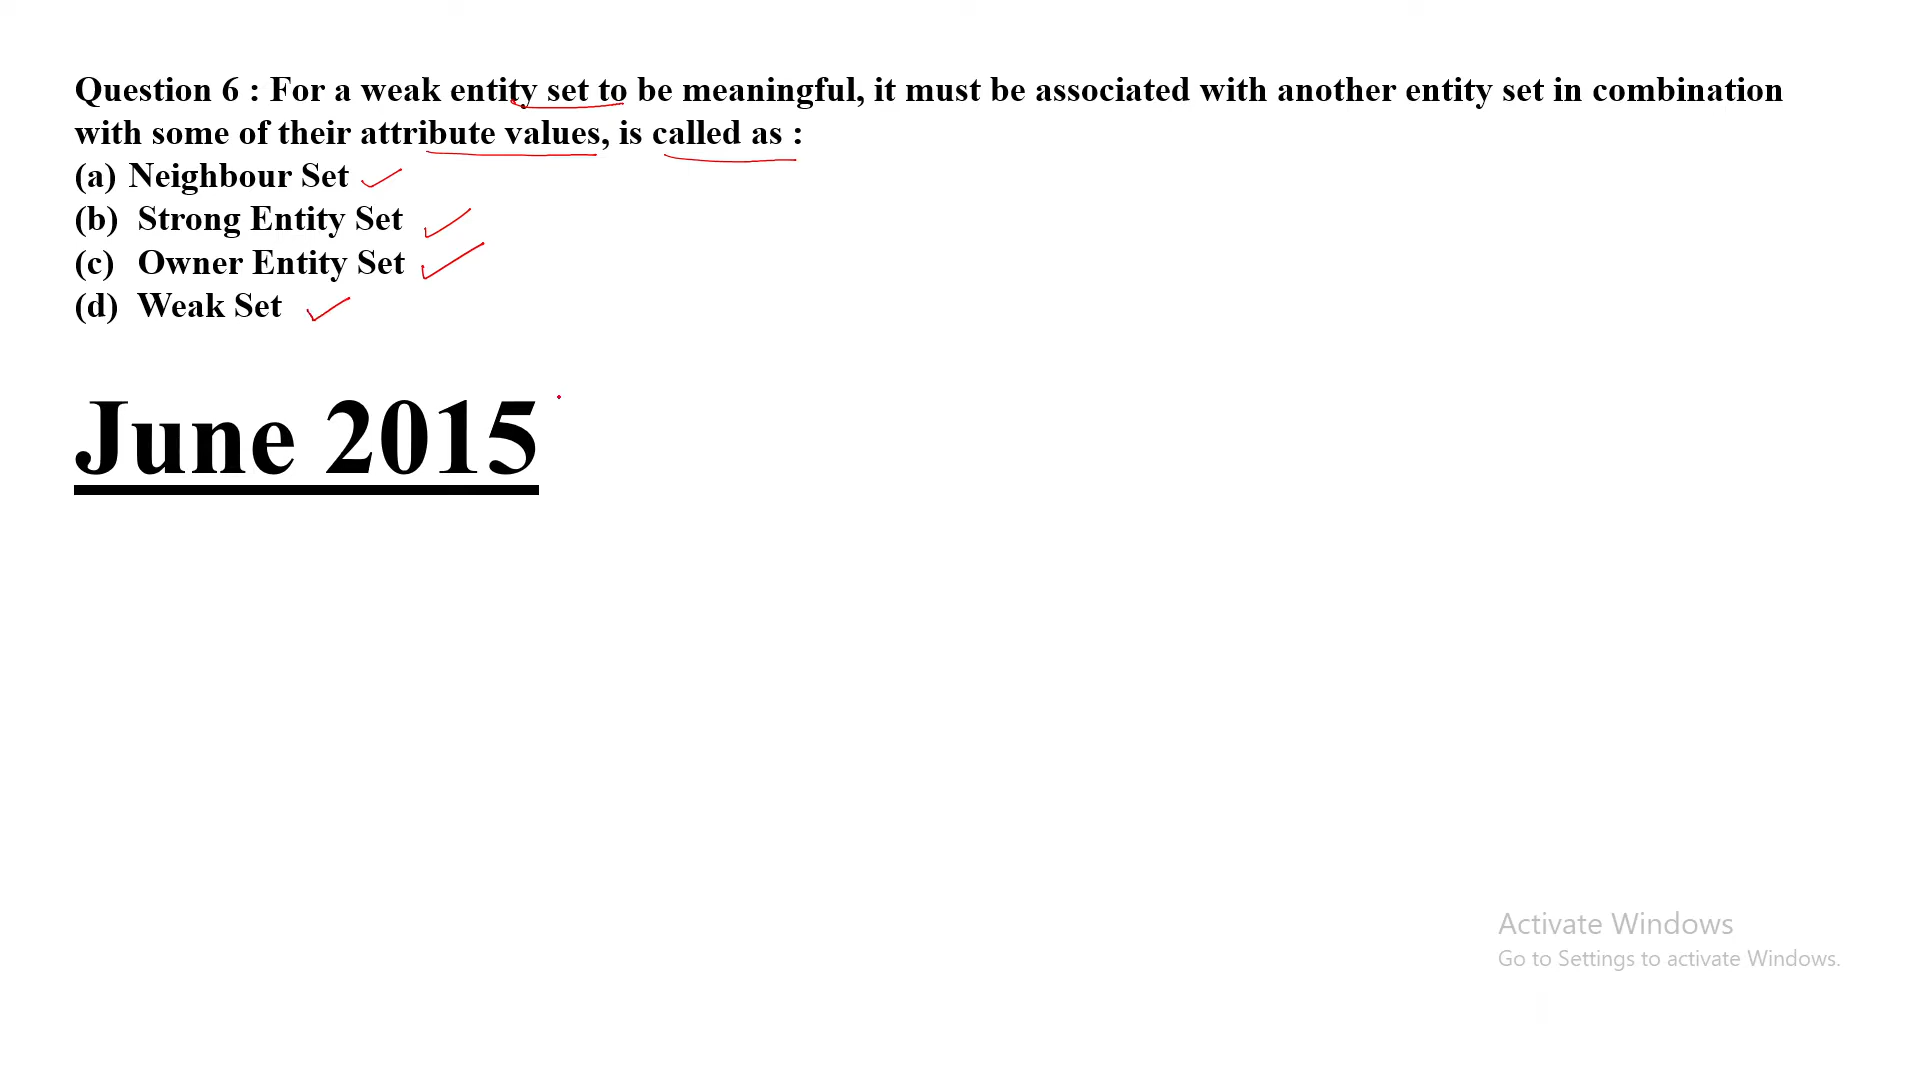 Question 6 : For a weak entity set to be meaningful, it must be associated with another entity set in combination
with some of their attribute values, is called as :
(a) Neighbour Set
(b) Strong Entity Set
(c) Owner Entity Set
(d) Weak Set
June 2015
Activate Windows
Go to Settings to activate Windows.